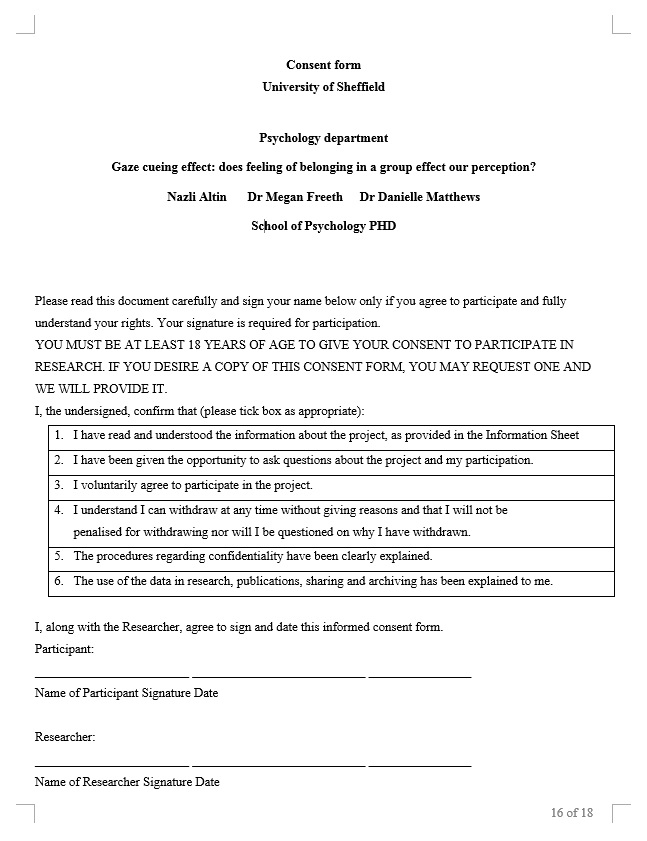 Consent form
University of Sheffield
Psychology department
Gaze cueing effect: does feeling of belonging in a group effect our perception?
Nazli Altin Dr Megan Freeth Dr Danielle Matthews
School of Psychology PHD
Please read this document carefully and sign your name below only if you agree to participate and fully
understand your rights. Your signature is required for participation.
YOU MUST BE AT LEAST 18 YEARS OF AGE TO GIVE YOUR CONSENT TO PARTICIPATE IN
RESEARCH. IF YOU DESIRE A COPY OF THIS CONSENT FORM, YOU MAY REQUEST ONE AND
WE WILL PROVIDE IT.
I, the undersigned, confirm that (please tick box as appropriate):
1. I have read and understood the information about the project, as provided in the Information Sheet
2. I have been given the opportunity to ask questions about the project and my participation.
3. I voluntarily agree to participate in the project.
4. I understand I can withdraw at any time without giving reasons and that I will not be
penalised for withdrawing nor will I be questioned on why I have withdrawn.
5. The procedures regarding confidentiality have been clearly explained.
6. The use of the data in research, publications, sharing and archiving has been explained to me.
I, along with the Researcher, agree to sign and date this informed consent form.
Participant:
Name of Participant Signature Date
Researcher:
Name of Researcher Signature Date
16 of 18